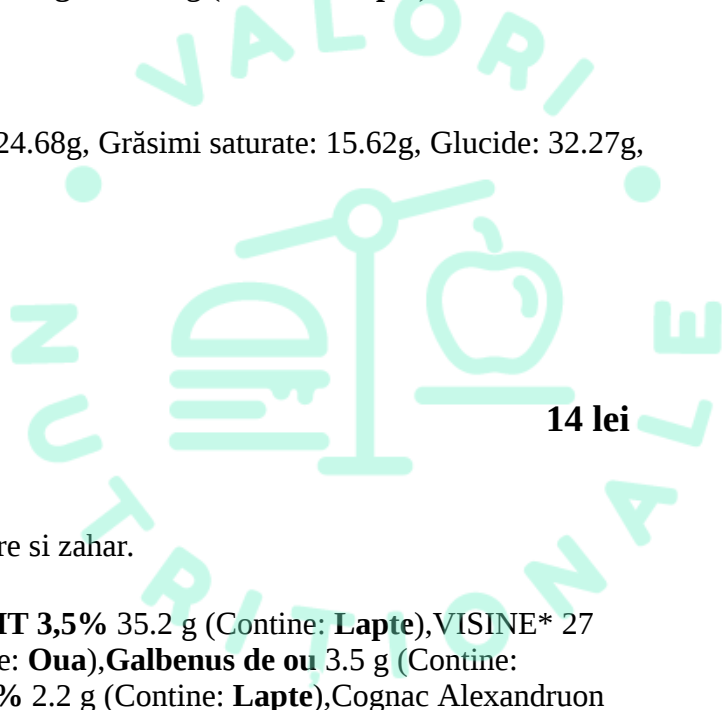 VALORI
24.68g, Grăsimi saturate: 15.62g, Glucide: 32.27g,
14 lei
NUTRIȚIONALE
re si zahar.
IT 3,5% 35.2 g (Contine: Lapte),VISINE* 27
e: Oua),Galbenus de ou 3.5 g (Contine:
% 2.2 g (Contine: Lapte),Cognac Alexandruon